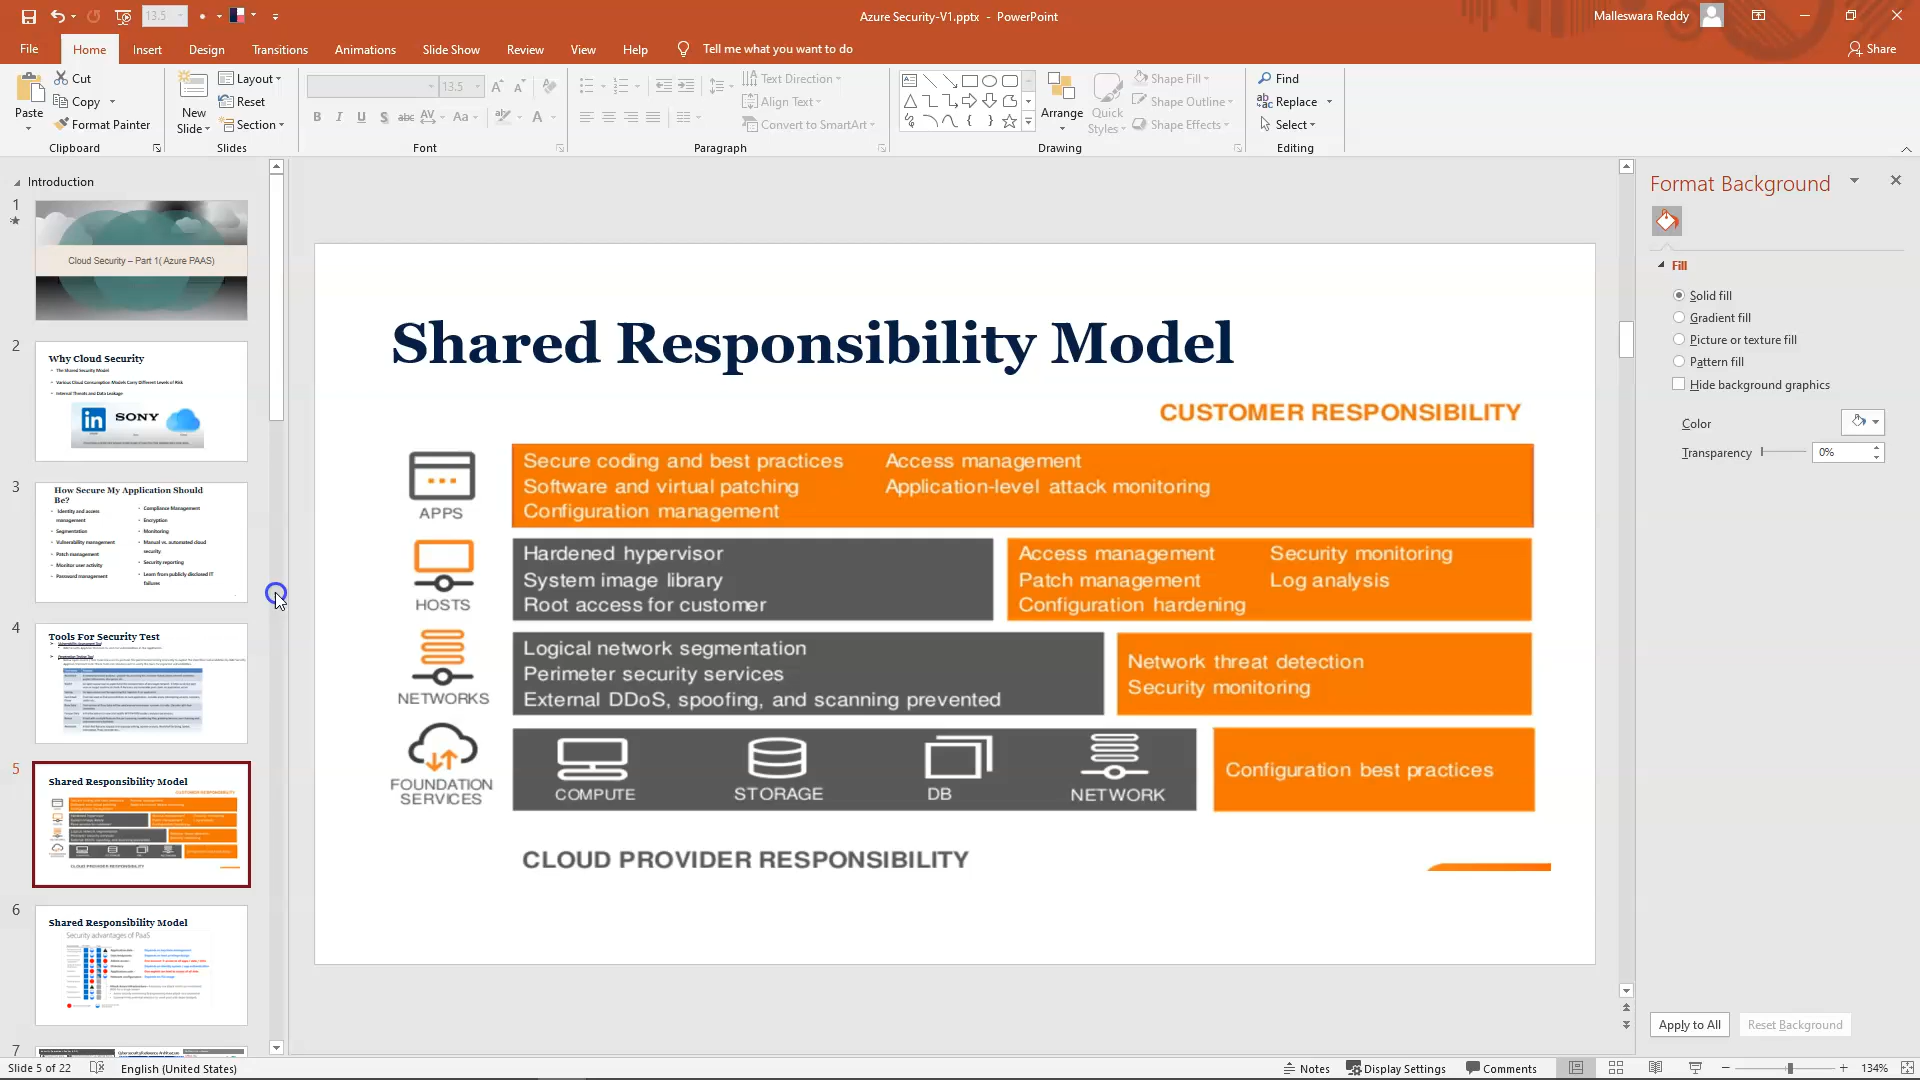 13.5
Azure Security-V1.pptx - PowerPoint
Malleswara Reddy
File Home Insert Design Transitions Animations Slide Show Review View Help Tell me what you want to do
Share
Paste
Cut
Copy
Format Painter
Clipboard
New
Slide
Layout
Reset
Section
Slides
13.5
Font
Text Direction
Align Text
Convert to SmartArt
Paragraph
Arrange
Quick
Styles
Shape Fill
Shape Outline
Shape Effects
Drawing
Find
Replace
Select
Editing
Introduction
1
Cloud Security – Part 1( Azure PAAS)
2
Why Cloud Security
The Shared Security Model
Various Cloud Consumption Models Carry Different Levels of Risk
Internal Threats and Data Leakage
in SONY
3
How Secure My Application Should
Be?
Identity and access
management
Segmentation
Vulnerability management
Patch management
Monitor user activity
Password management
Compliance Management
Encryption
Monitoring
Manual vs. automated cloud
security
Security reporting
Learn from publicly disclosed IT
failures
4
Tools For Security Test
5
Shared Responsibility Model
6
Shared Responsibility Model
Security advantages of PaaS
7
Shared Responsibility Model
CUSTOMER RESPONSIBILITY
APPS
Secure coding and best practices
Software and virtual patching
Configuration management
Access management
Application-level attack monitoring
HOSTS
Hardened hypervisor
System image library
Root access for customer
Access management
Patch management
Configuration hardening
Security monitoring
Log analysis
NETWORKS
Logical network segmentation
Perimeter security services
External DDoS, spoofing, and scanning prevented
Network threat detection
Security monitoring
FOUNDATION
SERVICES
COMPUTE
STORAGE
DB
NETWORK
Configuration best practices
CLOUD PROVIDER RESPONSIBILITY
Format Background
Fill
Solid fill
Gradient fill
Picture or texture fill
Pattern fill
Hide background graphics
Color
Transparency 0%
Apply to All
Reset Background
Slide 5 of 22
English (United States)
Notes
Display Settings
Comments
134%